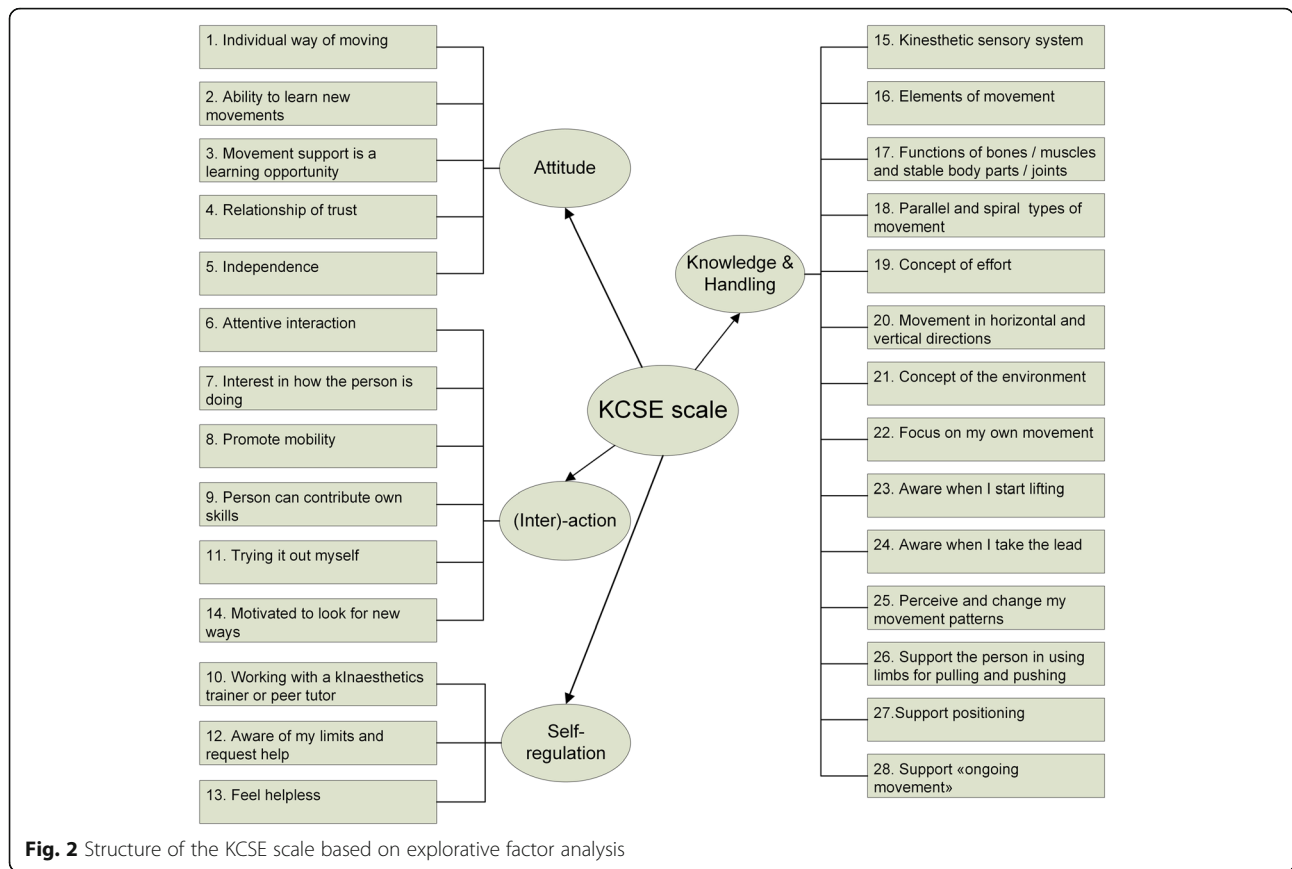 1. Individual way of moving
2. Ability to learn new
movements
3. Movement support is a
learning opportunity
4. Relationship of trust
5. Independence
Attitude
6. Attentive interaction
7. Interest in how the person is
doing
8. Promote mobility
9. Person can contribute own
skills
11. Trying it out myself
14. Motivated to look for new
ways
(Inter)-action
10. Working with a kInaesthetics
trainer or peer tutor
12. Aware of my limits and
request help
13. Feel helpless
Self-
regulation
KCSE scale
Knowledge &
Handling
15. Kinesthetic sensory system
16. Elements of movement
17. Functions of bones / muscles
and stable body parts / joints
18. Parallel and spiral types of
movement
19. Concept of effort
20. Movement in horizontal and
vertical directions
21. Concept of the environment
22. Focus on my own movement
23. Aware when I start lifting
24. Aware when I take the lead
25. Perceive and change my
movement patterns
26. Support the person in using
limbs for pulling and pushing
27.Support positioning
28. Support «ongoing
movement»
Fig. 2 Structure of the KCSE scale based on explorative factor analysis